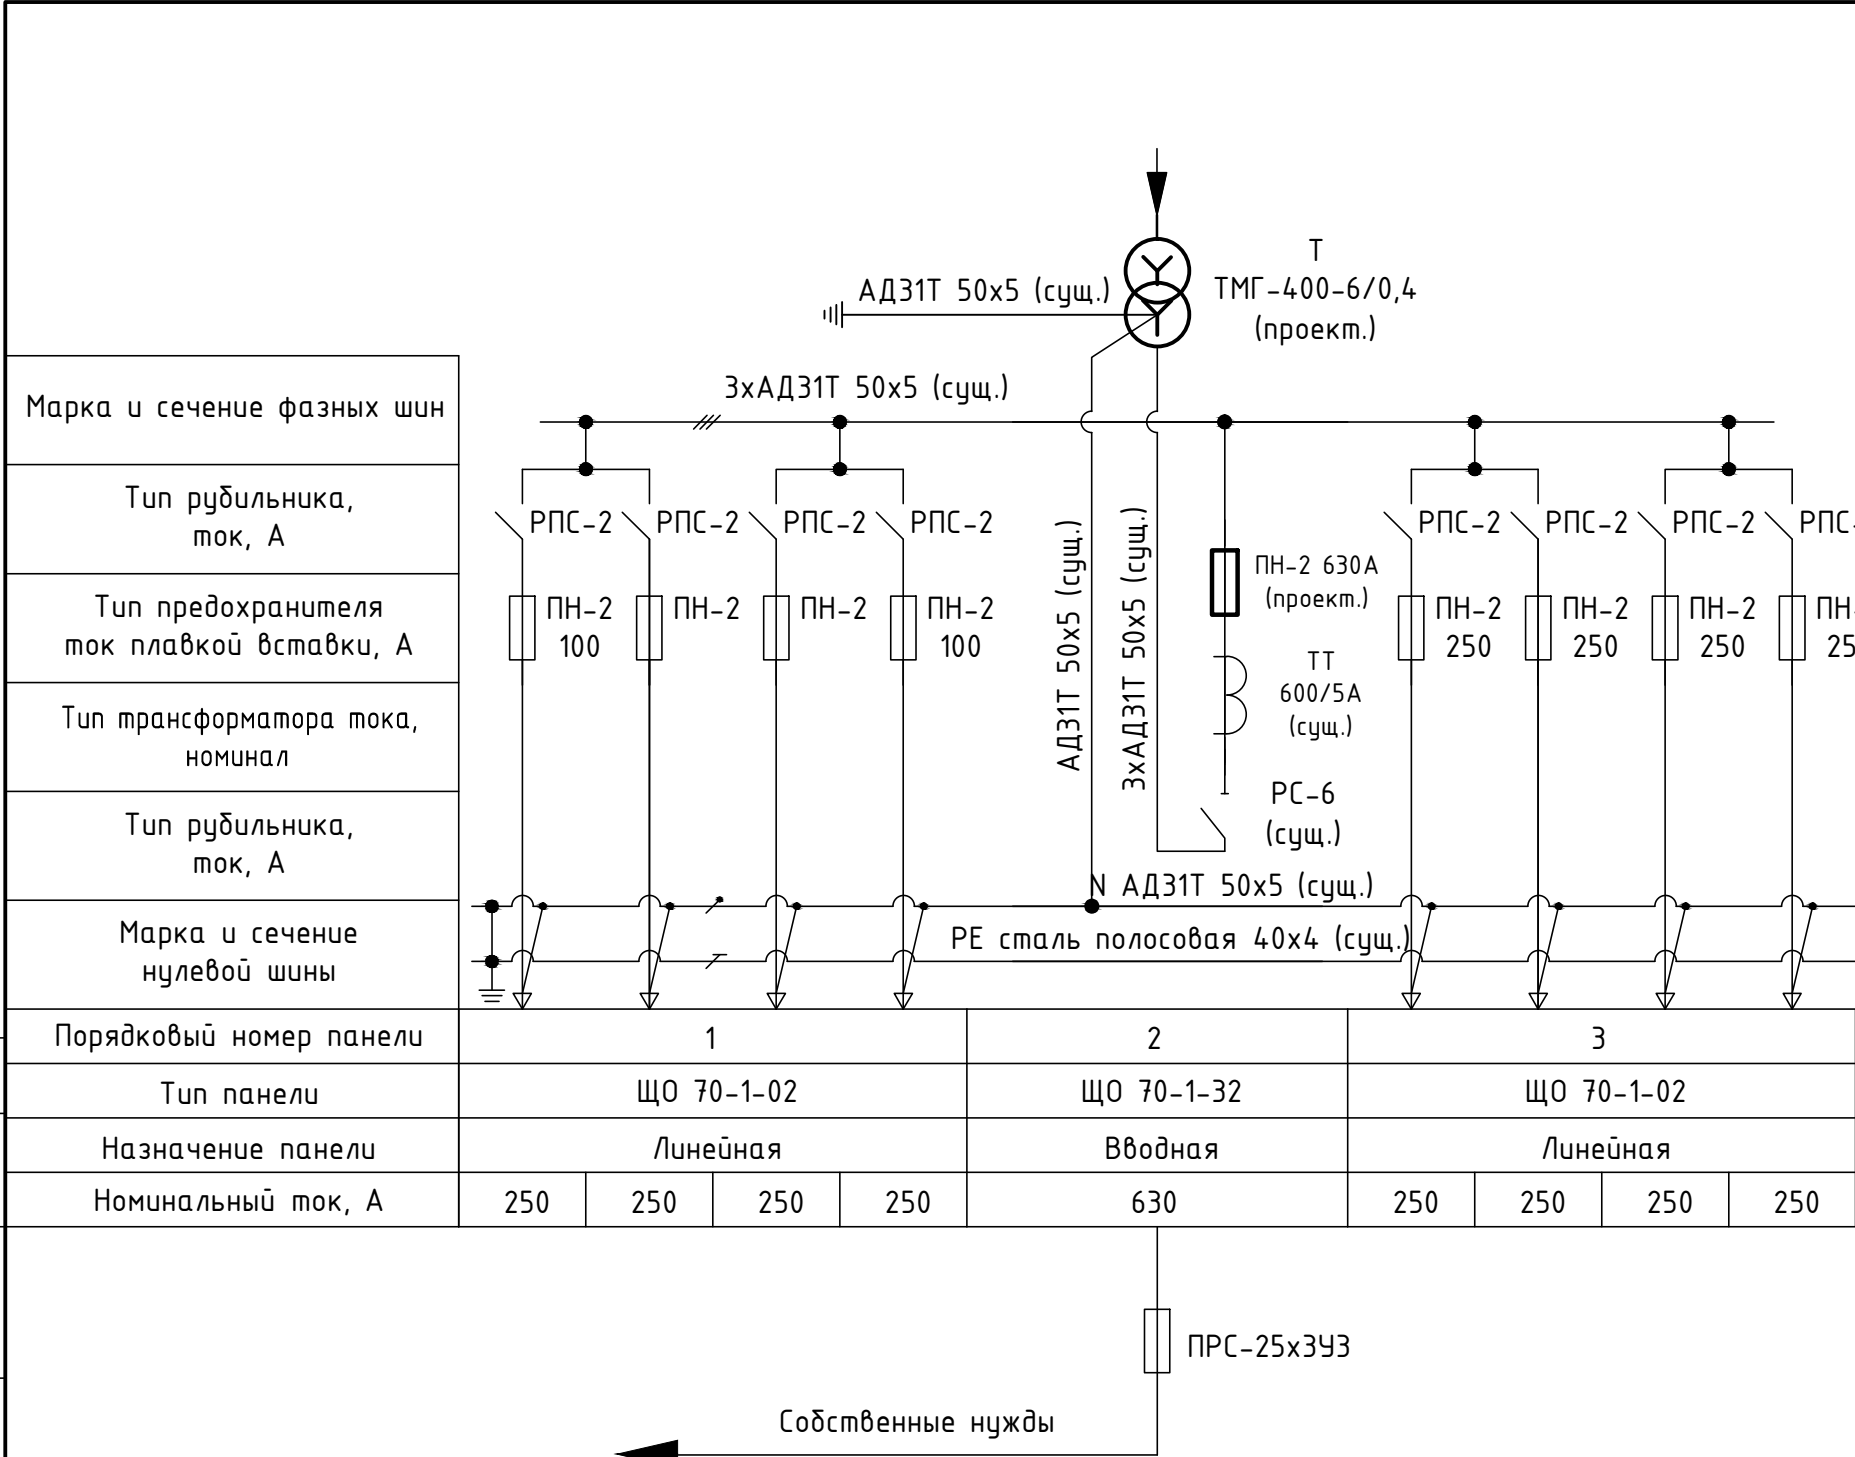 Т
ТМГ-400-6/0,4
(проект.)
АД31Т 50х5 (сущ.)
3хАД31Т 50х5 (сущ.)
Марка и сечение фазных шин
Тип рубильника,
ток, А
РПС-2 РПС-2 РПС-2 РПС-2
РПС-2 РПС-2 РПС-2 РПС-
Тип предохранителя
ток плавкой вставки, А
ПН-2 ПН-2 ПН-2 ПН-2
100 100
АД31Т 50х5 (сущ.)
3хАД31Т 50х5 (сущ.)
ПН-2 630А
(проект.)
ПН-2 ПН-2 ПН-2 ПН-
250 250 250 25
Тип трансформатора тока,
номинал
ТТ
600/5А
(сущ.)
Тип рубильника,
ток, А
РС-6
(сущ.)
Марка и сечение
нулевой шины
N АД31Т 50х5 (сущ.)
РЕ сталь полосовая 40х4 (сущ.)
Порядковый номер панели 1 2 3
Тип панели ЩО 70-1-02 ЩО 70-1-32 ЩО 70-1-02
Назначение панели Линейная Вводная Линейная
Номинальный ток, А 250 250 250 250 630 250 250 250 250
ПРС-25х3У3
Собственные нужды